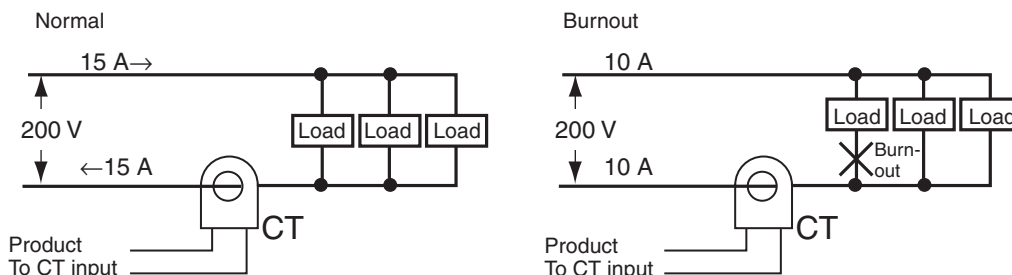 Normal
15 A→
200 V
Load
Load
Load
←15 A
CT
Product
To CT input
Burnout
10 A
200 V
Load
Load
Load
Burn-
out
10 A
CT
Product
To CT input